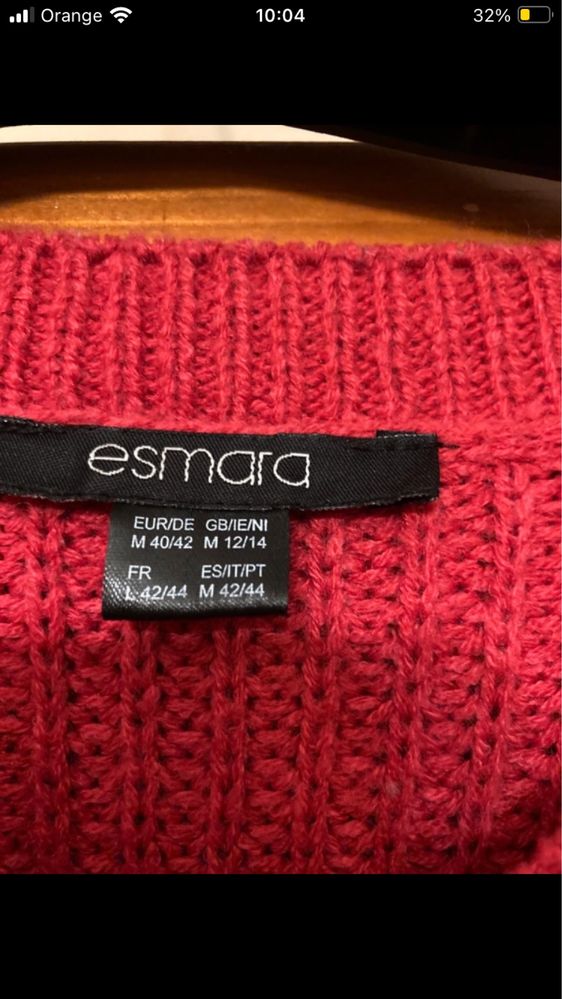 Orange 10:04 32%
esmara
EUR/DE GB/IE/NI
M 40/42 M 12/14
FR ES/IT/PT
L 42/44 M 42/44